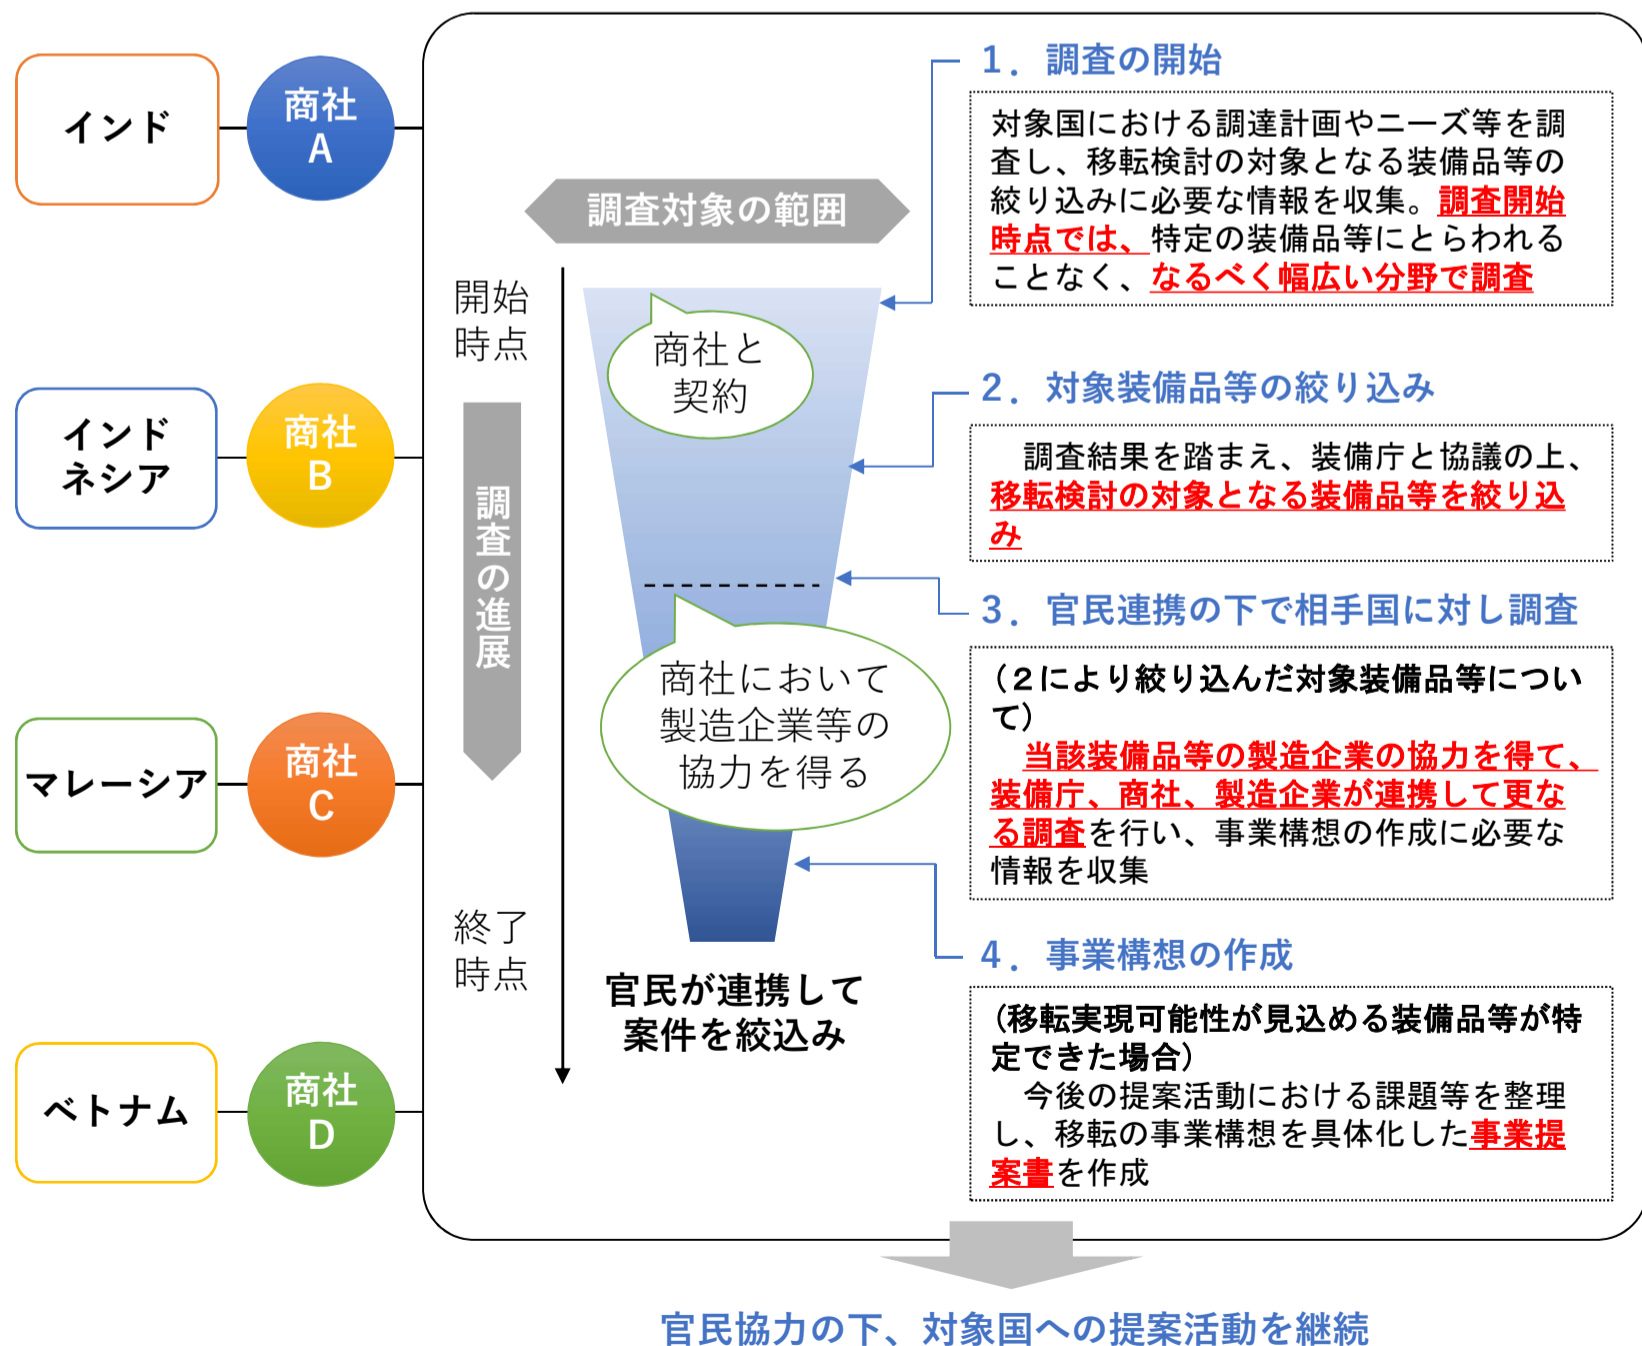 インド
商社
A
インド
ネシア
商社
B
マレーシア
商社
C
ベトナム
商社
D
調査対象の範囲
開始
時点
調査の進展
終了
時点
商社と
契約
商社において
製造企業等の
協力を得る
官民が連携して
案件を絞込み
1．調査の開始
対象国における調達計画やニーズ等を調
査し、移転検討の対象となる装備品等の
絞り込みに必要な情報を収集。調査開始
時点では、特定の装備品等にとらわれる
ことなく、なるべく幅広い分野で調査
2．対象装備品等の絞り込み
　調査結果を踏まえ、装備庁と協議の上、
移転検討の対象となる装備品等を絞り込
み
3．官民連携の下で相手国に対し調査
（２により絞り込んだ対象装備品等につい
て）
　当該装備品等の製造企業の協力を得て、
装備庁、商社、製造企業が連携して更な
る調査を行い、事業構想の作成に必要な
情報を収集
4．事業構想の作成
（移転実現可能性が見込める装備品等が特
定できた場合）
　今後の提案活動における課題等を整理
し、移転の事業構想を具体化した事業提
案書を作成
官民協力の下、対象国への提案活動を継続